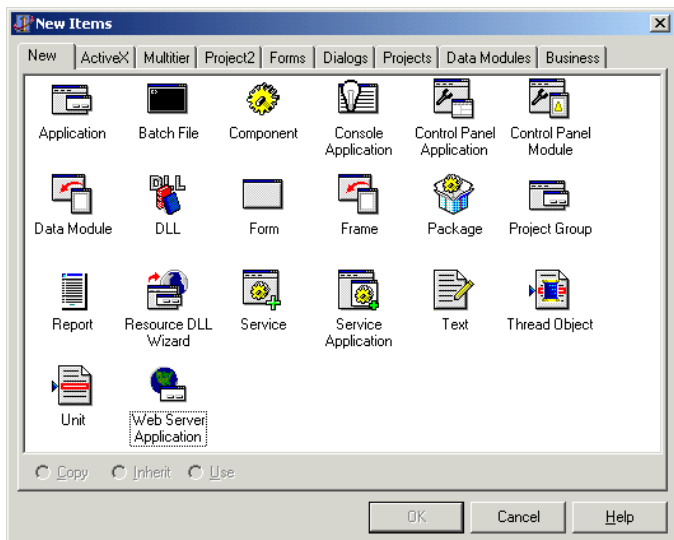 New Items
New ActiveX Multitier Project2 Forms Dialogs Projects Data Modules Business
Application Batch File Component Console Control Panel Control Panel
Application Application Module
Data Module DLL Form Frame Package Project Group
Report Resource DLL Service Service Text Thread Object
Wizard Application
Unit Web Server
Application
Copy Inherit Use
OK Cancel Help